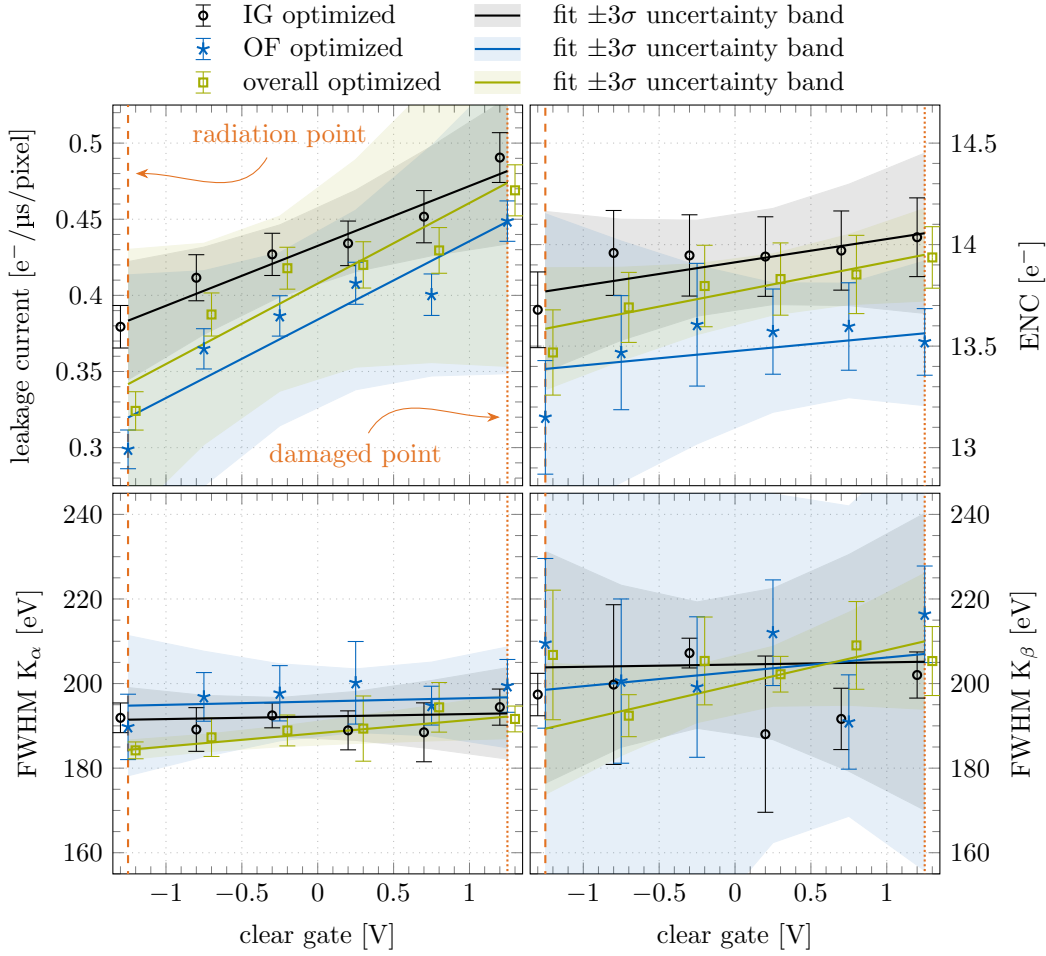 IG optimized fit ±3σ uncertainty band
OF optimized fit ±3σ uncertainty band
overall optimized fit ±3σ uncertainty band
leakage current [e⁻/µs/pixel]
0.5
0.45
0.4
0.35
0.3
radiation point
damaged point
14.5
14
13.5
13
ENC [e⁻]
FWHM K_α [eV]
240
220
200
180
160
240
220
200
180
160
FWHM K_β [eV]
−1 −0.5 0 0.5 1
−1 −0.5 0 0.5 1
clear gate [V]
clear gate [V]